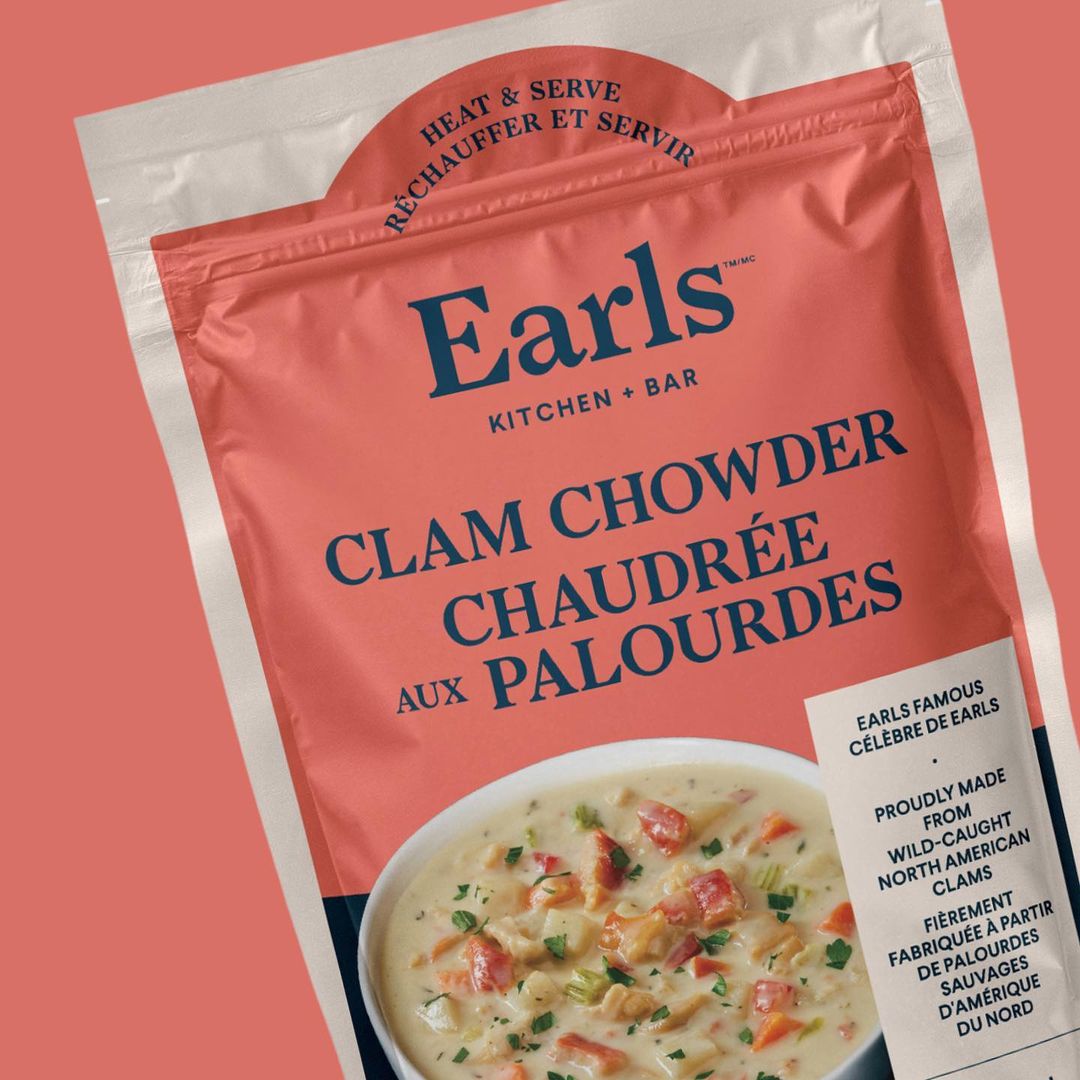 HEAT & SERVE
RÉCHAUFFER ET SERVIR
Earls™/MC
KITCHEN + BAR
CLAM CHOWDER
CHAUDRÉE
AUX PALOURDES
EARLS FAMOUS
CÉLÈBRE DE EARLS
•
PROUDLY MADE
FROM
WILD-CAUGHT
NORTH AMERICAN
CLAMS
FIÈREMENT
FABRIQUÉE À PARTIR
DE PALOURDES
SAUVAGES
D'AMÉRIQUE
DU NORD